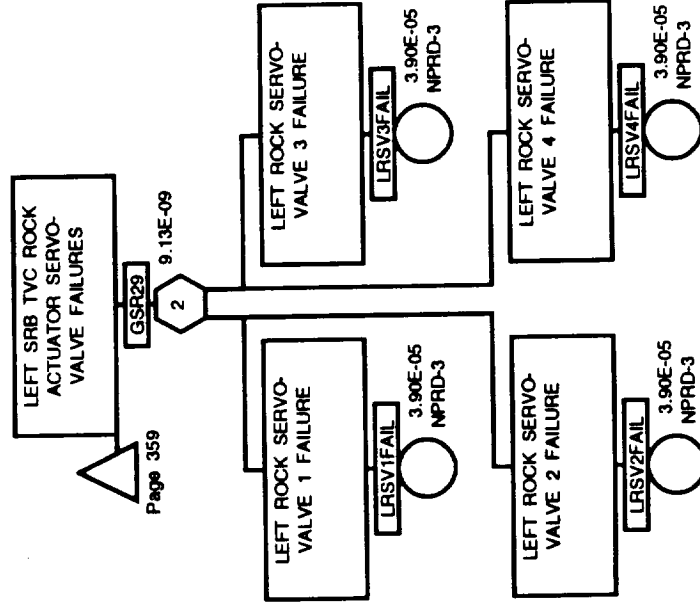 LEFT SRB TVC ROCK
ACTUATOR SERVO-
VALVE FAILURES
Page 359
GSR29
2
9.13E-09
LEFT ROCK SERVO-
VALVE 1 FAILURE
LRSV1FAIL
3.90E-05
NPRD-3
LEFT ROCK SERVO-
VALVE 3 FAILURE
LRSV3FAIL
3.90E-05
NPRD-3
LEFT ROCK SERVO-
VALVE 2 FAILURE
LRSV2FAIL
3.90E-05
NPRD-3
LEFT ROCK SERVO-
VALVE 4 FAILURE
LRSV4FAIL
3.90E-05
NPRD-3